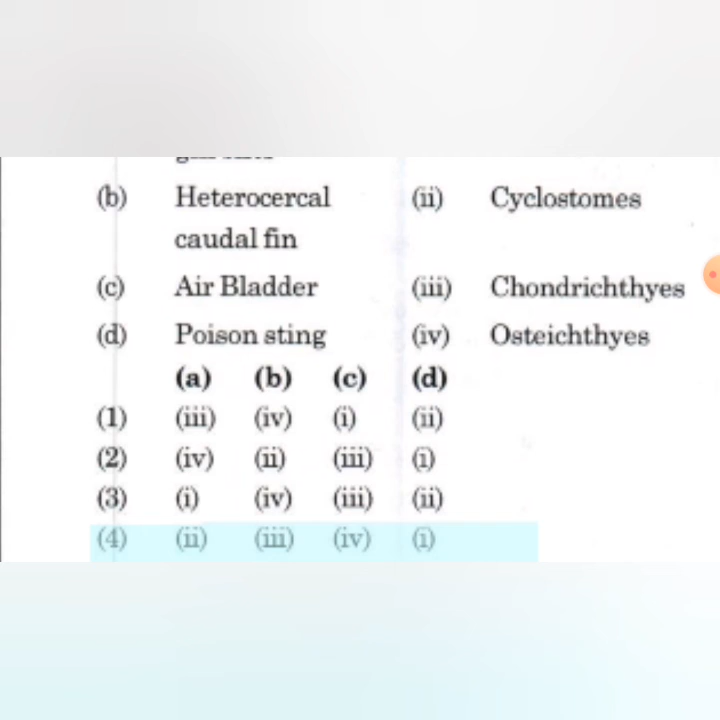 (b) Heterocercal (ii) Cyclostomes
caudal fin
(c) Air Bladder (iii) Chondrichthyes
(d) Poison sting (iv) Osteichthyes
(a) (b) (c) (d)
(1) (iii) (iv) (i) (ii)
(2) (iv) (ii) (iii) (i)
(3) (i) (iv) (iii) (ii)
(4) (ii) (iii) (iv) (i)